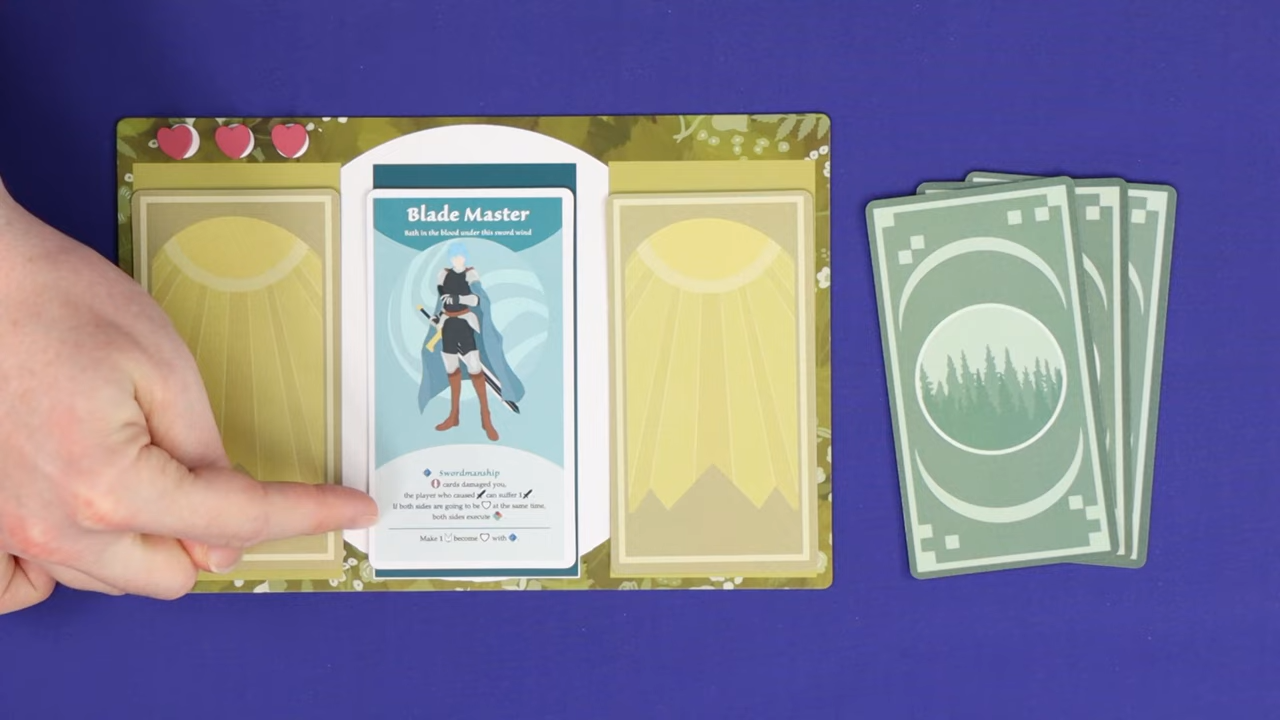 Blade Master
Bath in the blood under this sword wind
Swordmanship
0 cards damaged you,
the player who caused can suffer 1.
If both sides are going to be at the same time,
both sides execute
Make 1 become with .